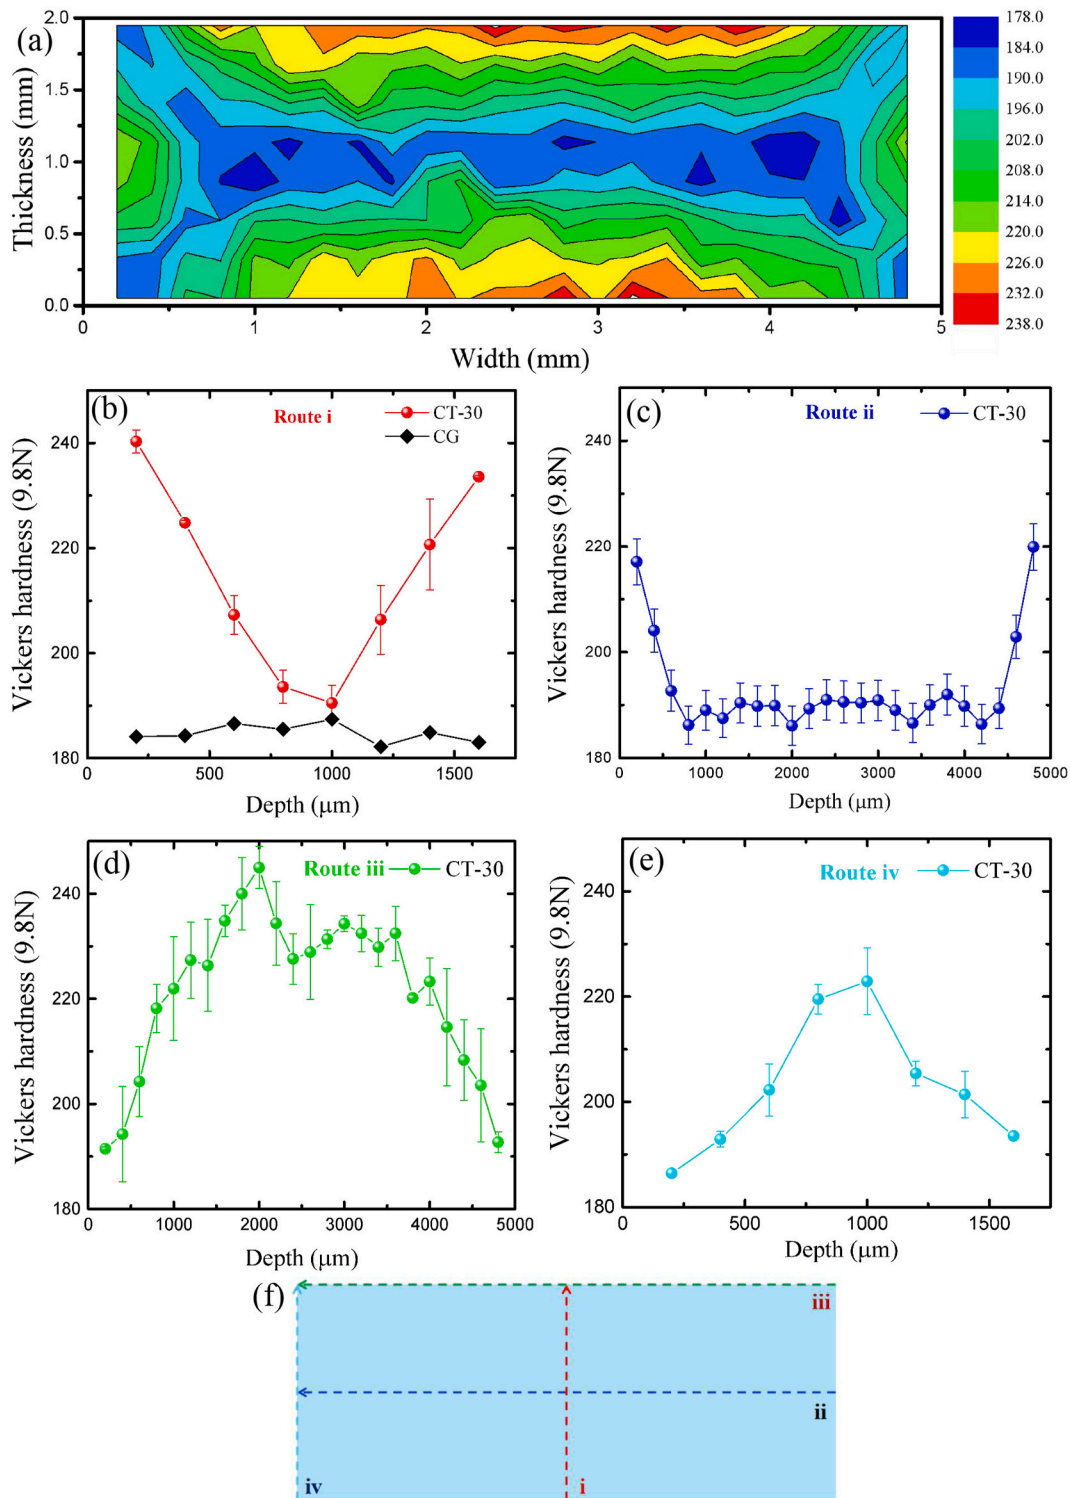 (a)
Thickness (mm)
2.0
1.5
1.0
0.5
0.0
0 1 2 3 4 5
Width (mm)
178.0
184.0
190.0
196.0
202.0
208.0
214.0
220.0
226.0
232.0
238.0
(b)
Route i
CT-30
CG
Vickers hardness (9.8N)
240
220
200
180
0 500 1000 1500
Depth (μm)
(c)
Route ii
CT-30
Vickers hardness (9.8N)
240
220
200
180
0 1000 2000 3000 4000 5000
Depth (μm)
(d)
Route iii
CT-30
Vickers hardness (9.8N)
240
220
200
180
0 1000 2000 3000 4000 5000
Depth (μm)
(e)
Route iv
CT-30
Vickers hardness (9.8N)
240
220
200
180
0 500 1000 1500
Depth (μm)
(f)
iii
ii
iv
i